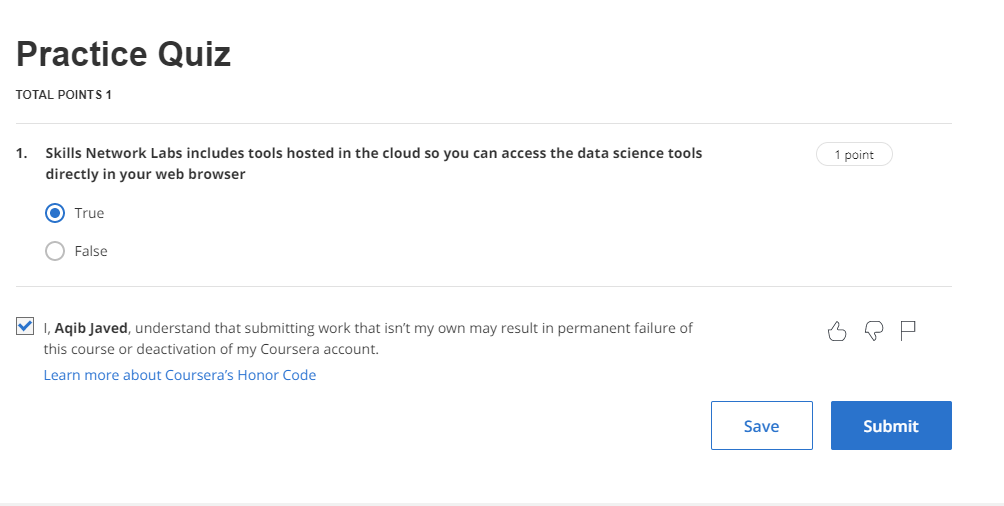 Practice Quiz
TOTAL POINTS 1
1. Skills Network Labs includes tools hosted in the cloud so you can access the data science tools
directly in your web browser
1 point
True
False
I, Aqib Javed, understand that submitting work that isn’t my own may result in permanent failure of
this course or deactivation of my Coursera account.
Learn more about Coursera’s Honor Code
Save
Submit